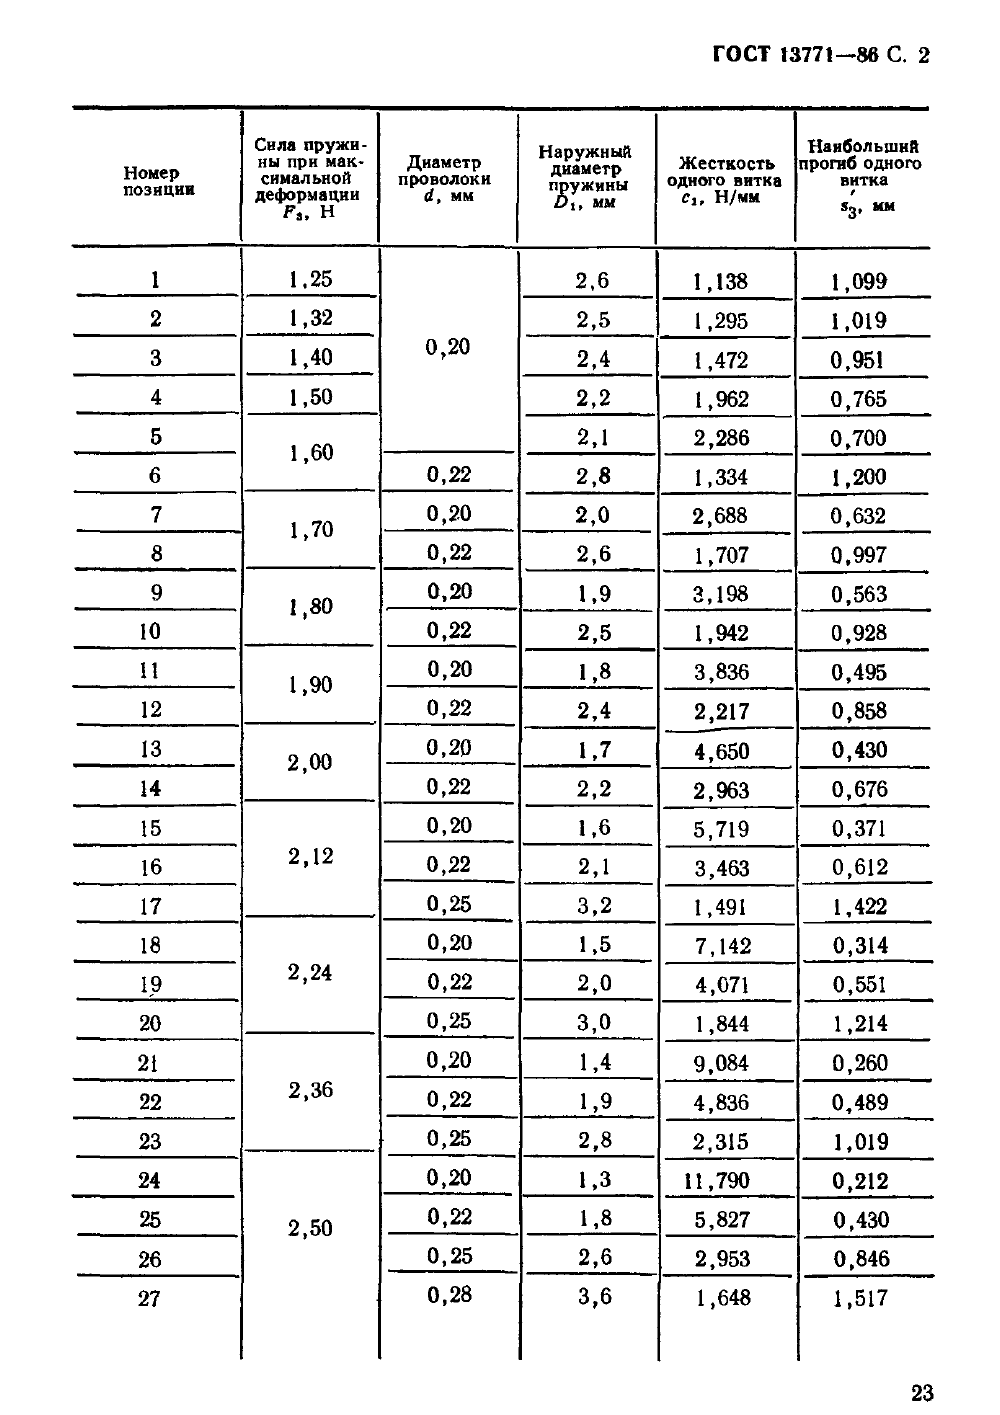 ГОСТ 13771—86 С. 2
Номер позиции | Сила пружи- ны при мак- симальной деформации F₃, Н | Диаметр проволоки d, мм | Наружный диаметр пружины D₁, мм | Жесткость одного витка c₁, Н/мм | Наибольший прогиб одного витка s′₃, мм
1 | 1,25 | 0,20 | 2,6 | 1,138 | 1,099
2 | 1,32 | 2,5 | 1,295 | 1,019
3 | 1,40 | 2,4 | 1,472 | 0,951
4 | 1,50 | 2,2 | 1,962 | 0,765
5 | 1,60 | 2,1 | 2,286 | 0,700
6 | 0,22 | 2,8 | 1,334 | 1,200
7 | 1,70 | 0,20 | 2,0 | 2,688 | 0,632
8 | 0,22 | 2,6 | 1,707 | 0,997
9 | 1,80 | 0,20 | 1,9 | 3,198 | 0,563
10 | 0,22 | 2,5 | 1,942 | 0,928
11 | 1,90 | 0,20 | 1,8 | 3,836 | 0,495
12 | 0,22 | 2,4 | 2,217 | 0,858
13 | 2,00 | 0,20 | 1,7 | 4,650 | 0,430
14 | 0,22 | 2,2 | 2,963 | 0,676
15 | 2,12 | 0,20 | 1,6 | 5,719 | 0,371
16 | 0,22 | 2,1 | 3,463 | 0,612
17 | 0,25 | 3,2 | 1,491 | 1,422
18 | 2,24 | 0,20 | 1,5 | 7,142 | 0,314
19 | 0,22 | 2,0 | 4,071 | 0,551
20 | 0,25 | 3,0 | 1,844 | 1,214
21 | 2,36 | 0,20 | 1,4 | 9,084 | 0,260
22 | 0,22 | 1,9 | 4,836 | 0,489
23 | 0,25 | 2,8 | 2,315 | 1,019
24 | 2,50 | 0,20 | 1,3 | 11,790 | 0,212
25 | 0,22 | 1,8 | 5,827 | 0,430
26 | 0,25 | 2,6 | 2,953 | 0,846
27 | 0,28 | 3,6 | 1,648 | 1,517
23